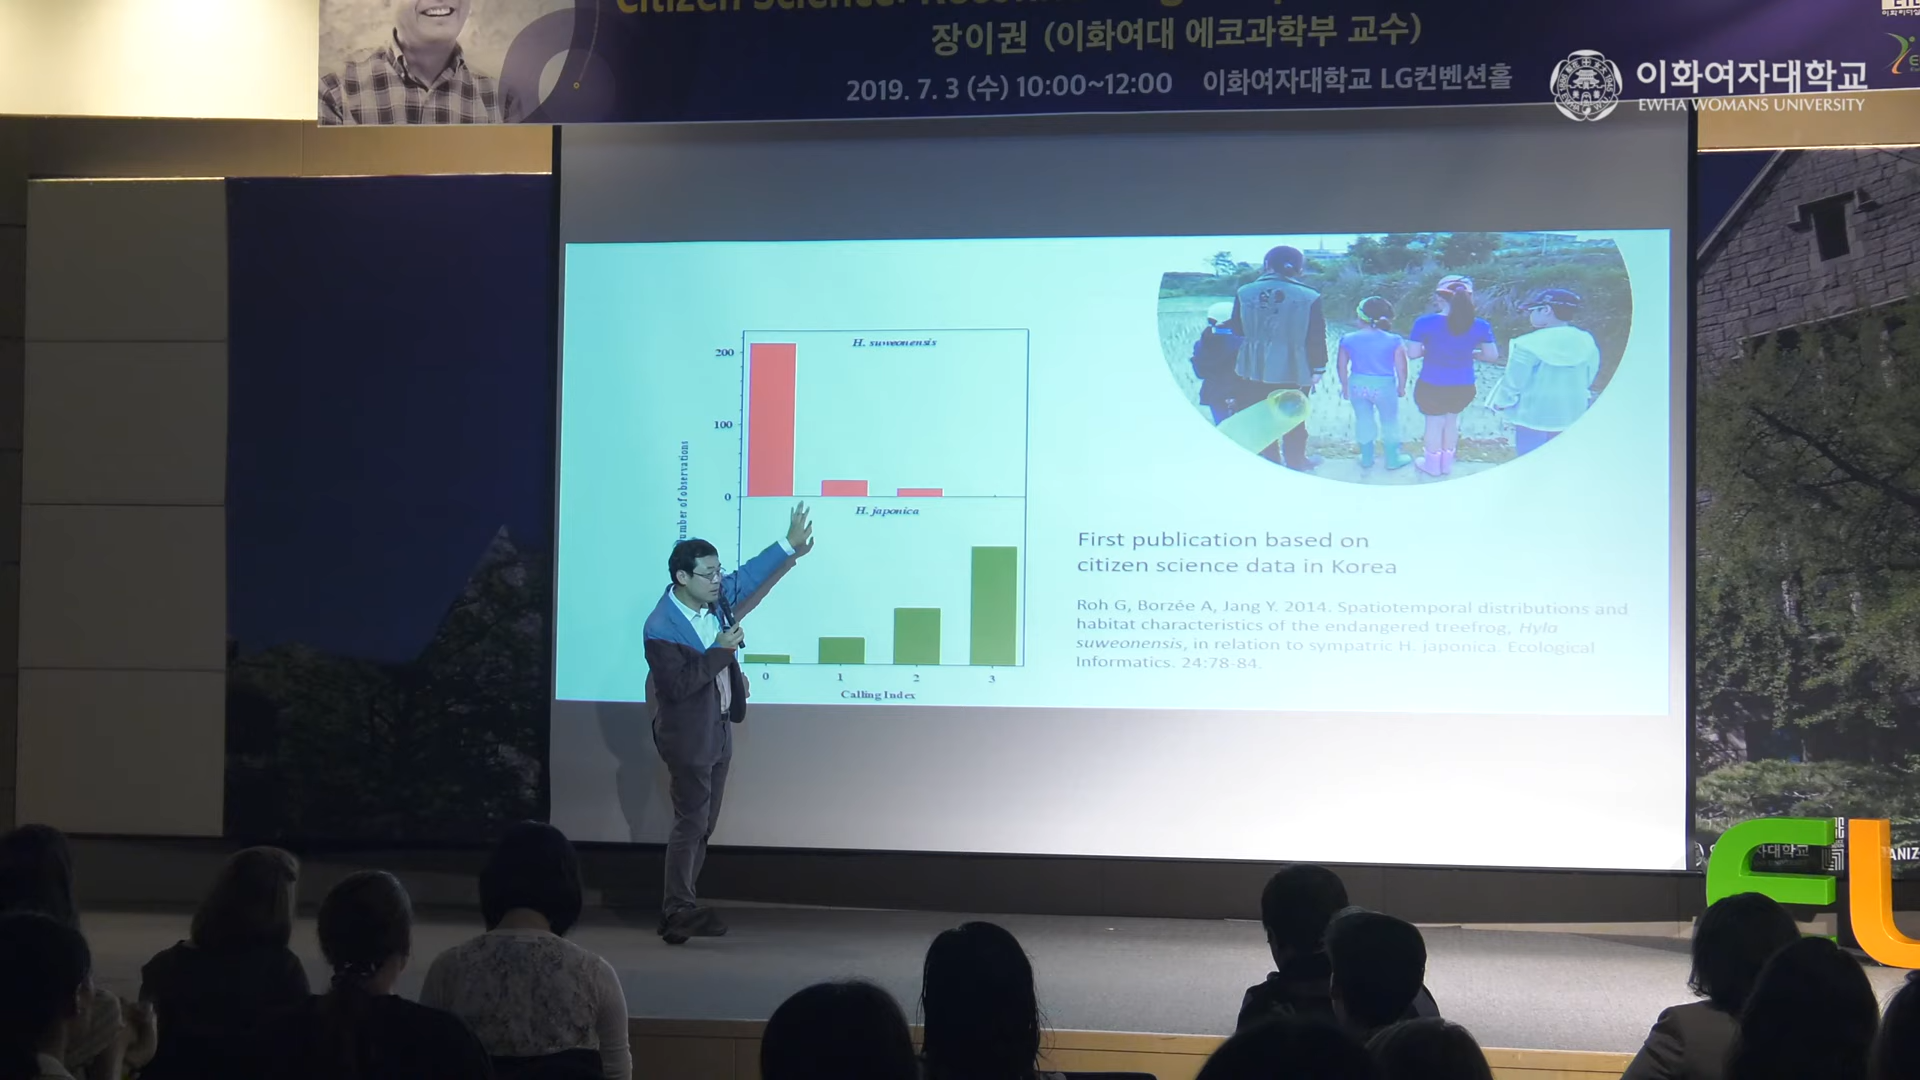 Citizen Science:
장이권 (이화여대 에코과학부 교수)
2019. 7. 3 (수) 10:00~12:00 이화여자대학교 LG컨벤션홀
이화여자대학교
EWHA WOMANS UNIVERSITY
H. suweonensis
200
100
0
H. japonica
number of observations
0 1 2 3
Calling Index
First publication based on
citizen science data in Korea
Roh G, Borzée A, Jang Y. 2014. Spatiotemporal distributions and
habitat characteristics of the endangered treefrog, Hyla
suweonensis, in relation to sympatric H. japonica. Ecological
Informatics. 24:78-84.
EU